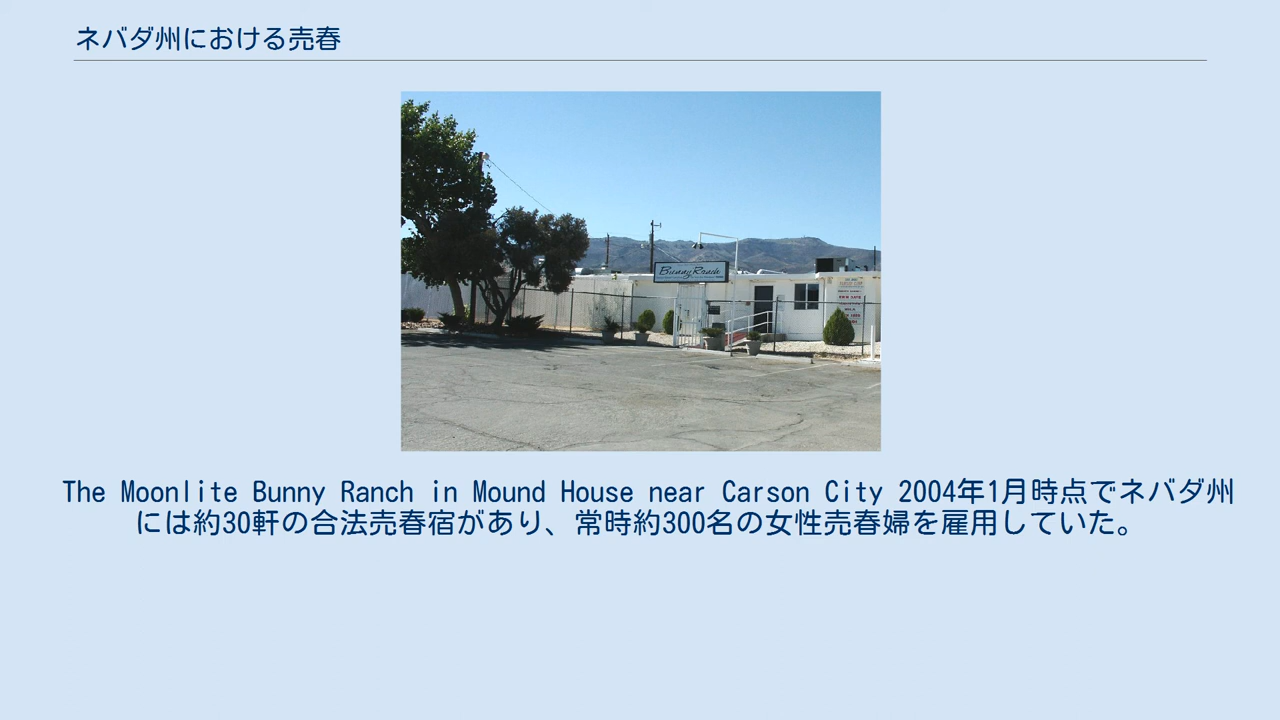 ネバダ州における売春
Bunny Ranch
The Moonlite Bunny Ranch in Mound House near Carson City 2004年1月時点でネバダ州
には約30軒の合法売春宿があり、常時約300名の女性売春婦を雇用していた。